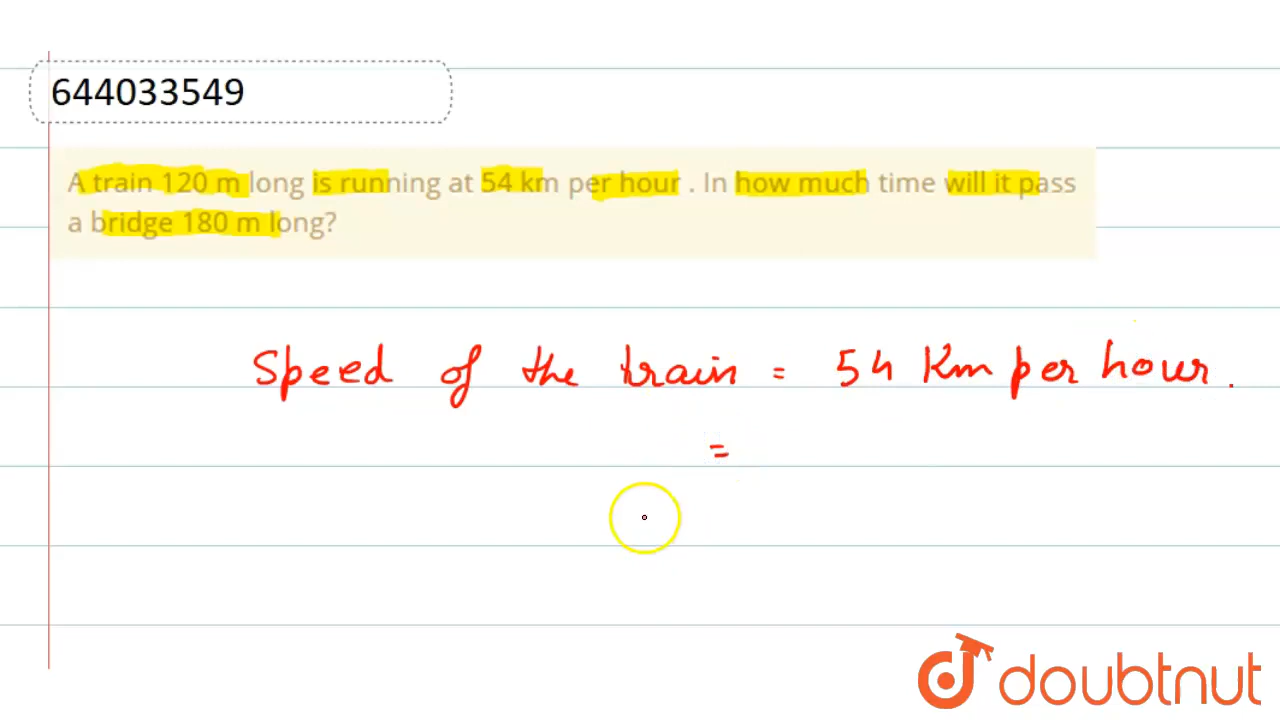 644033549
A train 120 m long is running at 54 km per hour . In how much time will it pass
a bridge 180 m long?
Speed of the train = 54 Km per hour.
=
doubtnut